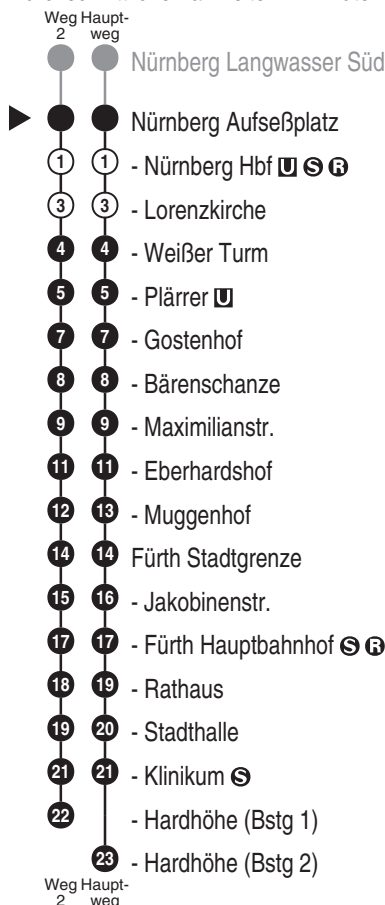 Weg Haupt-
2 weg
Nürnberg Langwasser Süd
Nürnberg Aufseßplatz
1 1 - Nürnberg Hbf U S R
3 3 - Lorenzkirche
4 4 - Weißer Turm
5 5 - Plärrer U
7 7 - Gostenhof
8 8 - Bärenschanze
9 9 - Maximilianstr.
11 11 - Eberhardshof
12 13 - Muggenhof
14 14 Fürth Stadtgrenze
15 16 - Jakobinenstr.
17 17 - Fürth Hauptbahnhof S R
18 19 - Rathaus
19 20 - Stadthalle
21 21 - Klinikum S
22 - Hardhöhe (Bstg 1)
23 - Hardhöhe (Bstg 2)
Weg Haupt-
2 weg